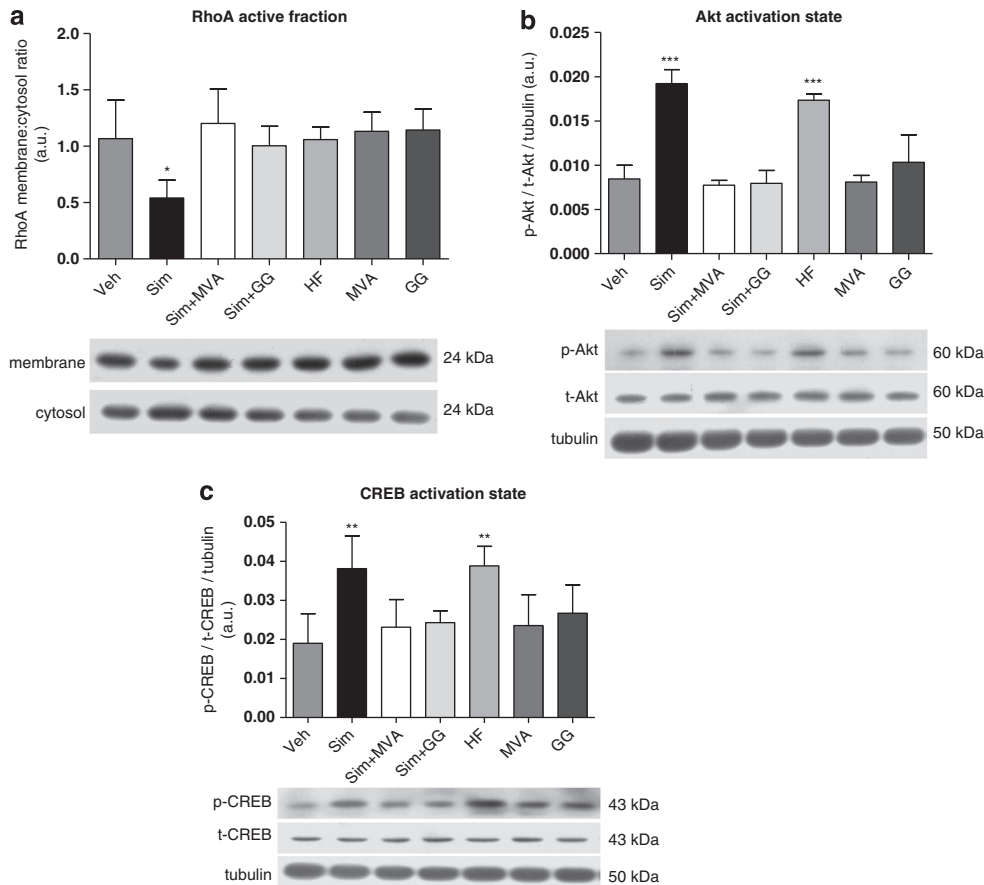 a
RhoA active fraction
RhoA membrane:cytosol ratio
(a.u.)
2.0
1.5
1.0
0.5
0.0
*
Veh
Sim
Sim+MVA
Sim+GG
HF
MVA
GG
membrane
24 kDa
cytosol
24 kDa
b
Akt activation state
p-Akt / t-Akt / tubulin (a.u.)
0.025
0.020
0.015
0.010
0.005
0.000
***
***
Veh
Sim
Sim+MVA
Sim+GG
HF
MVA
GG
p-Akt
60 kDa
t-Akt
60 kDa
tubulin
50 kDa
c
CREB activation state
p-CREB / t-CREB / tubulin
(a.u.)
0.05
0.04
0.03
0.02
0.01
0.00
**
**
Veh
Sim
Sim+MVA
Sim+GG
HF
MVA
GG
p-CREB
43 kDa
t-CREB
43 kDa
tubulin
50 kDa